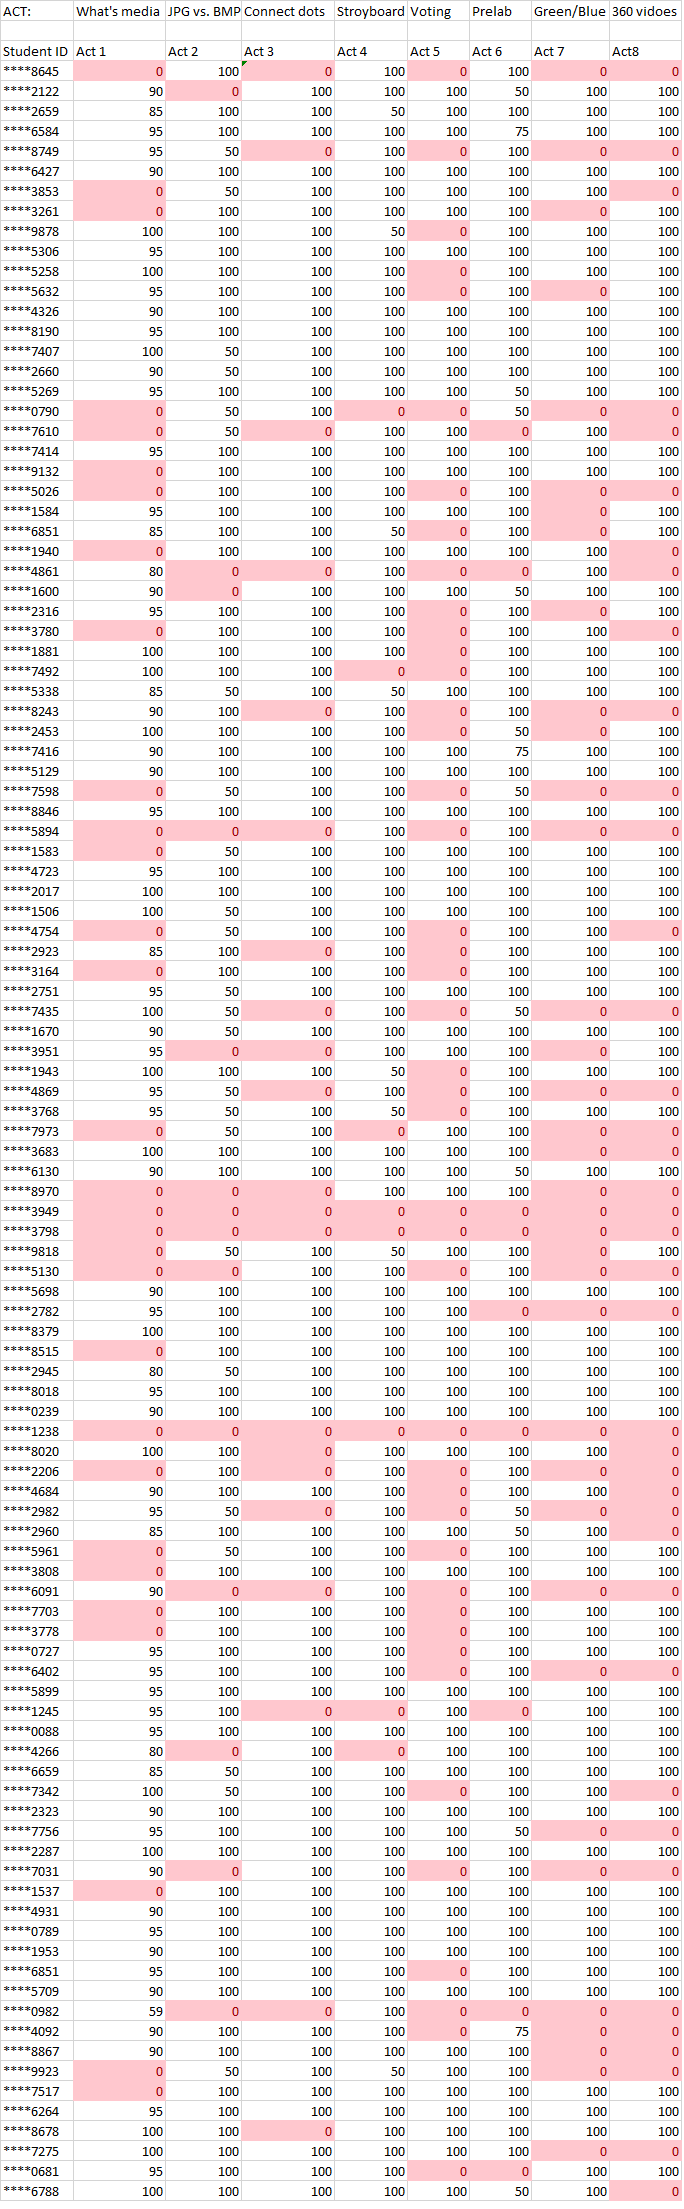 ACT: What's media JPG vs. BMP Connect dots Stroyboard Voting Prelab Green/Blue 360 vidoes
Student ID Act 1 Act 2 Act 3 Act 4 Act 5 Act 6 Act 7 Act8
****8645 0 100 0 100 0 100 0 0
****2122 90 0 100 100 100 50 100 100
****2659 85 100 100 50 100 100 100 100
****6584 95 100 100 100 100 75 100 100
****8749 95 50 0 100 0 100 0 0
****6427 90 100 100 100 100 100 100 100
****3853 0 50 100 100 100 100 100 0
****3261 0 100 100 100 100 100 0 100
****9878 100 100 100 50 0 100 100 100
****5306 95 100 100 100 100 100 100 100
****5258 100 100 100 100 0 100 100 100
****5632 95 100 100 100 0 100 0 100
****4326 90 100 100 100 100 100 100 100
****8190 95 100 100 100 100 100 100 100
****7407 100 50 100 100 100 100 100 100
****2660 90 50 100 100 100 100 100 100
****5269 95 100 100 100 100 50 100 100
****0790 0 50 100 0 0 50 0 0
****7610 0 50 0 100 100 0 100 0
****7414 95 100 100 100 100 100 100 100
****9132 0 100 100 100 100 100 100 100
****5026 0 100 100 100 0 100 0 0
****1584 95 100 100 100 100 100 0 100
****6851 85 100 100 50 0 100 0 100
****1940 0 100 100 100 100 100 100 0
****4861 80 0 0 100 0 0 100 0
****1600 90 0 100 100 100 50 100 100
****2316 95 100 100 100 0 100 0 100
****3780 0 100 100 100 0 100 100 0
****1881 100 100 100 100 0 100 100 100
****7492 100 100 100 0 0 100 100 100
****5338 85 50 100 50 100 100 100 100
****8243 90 100 0 100 0 100 0 0
****2453 100 100 100 100 0 50 0 100
****7416 90 100 100 100 100 75 100 100
****5129 90 100 100 100 100 100 100 100
****7598 0 50 100 100 0 50 0 0
****8846 95 100 100 100 100 100 100 100
****5894 0 0 0 100 0 100 0 0
****1583 0 50 100 100 100 100 100 100
****4723 95 100 100 100 100 100 100 100
****2017 100 100 100 100 100 100 100 100
****1506 100 50 100 100 100 100 100 100
****4754 0 50 100 100 0 100 100 0
****2923 85 100 0 100 0 100 100 100
****3164 0 100 100 100 0 100 100 100
****2751 95 50 100 100 100 100 100 100
****7435 100 50 0 100 0 50 0 0
****1670 90 50 100 100 100 100 100 100
****3951 95 0 0 100 100 100 0 100
****1943 100 100 100 50 0 100 100 100
****4869 95 50 0 100 0 100 0 0
****3768 95 50 100 50 0 100 100 100
****7973 0 50 100 0 100 100 0 0
****3683 100 100 100 100 100 100 0 0
****6130 90 100 100 100 100 50 100 100
****8970 0 0 0 100 100 100 0 0
****3949 0 0 0 0 0 0 0 0
****3798 0 0 0 0 0 0 0 0
****9818 0 50 100 50 100 100 0 100
****5130 0 0 100 100 0 100 0 0
****5698 90 100 100 100 100 100 100 100
****2782 95 100 100 100 100 0 0 0
****8379 100 100 100 100 100 100 100 100
****8515 0 100 100 100 100 100 100 100
****2945 80 50 100 100 100 100 100 100
****8018 95 100 100 100 100 100 100 100
****0239 90 100 100 100 100 100 100 100
****1238 0 0 0 0 0 0 0 0
****8020 100 100 0 100 100 100 100 0
****2206 0 100 0 100 0 100 0 0
****4684 90 100 100 100 0 100 100 0
****2982 95 50 0 100 0 50 0 0
****2960 85 100 100 100 100 50 100 0
****5961 0 50 100 100 0 100 100 100
****3808 0 100 100 100 100 100 100 100
****6091 90 0 0 100 0 100 0 0
****7703 0 100 100 100 0 100 100 100
****3778 0 100 100 100 0 100 100 100
****0727 95 100 100 100 0 100 100 100
****6402 95 100 100 100 0 100 0 0
****5899 95 100 100 100 100 100 100 100
****1245 95 100 0 0 100 0 100 100
****0088 95 100 100 100 100 100 100 100
****4266 80 0 100 0 100 100 100 100
****6659 85 50 100 100 100 100 100 100
****7342 100 50 100 100 0 100 100 0
****2323 90 100 100 100 100 100 100 100
****7756 95 100 100 100 100 50 0 0
****2287 100 100 100 100 100 100 100 100
****7031 90 0 100 100 0 100 0 0
****1537 0 100 100 100 100 100 100 100
****4931 90 100 100 100 100 100 100 100
****0789 95 100 100 100 100 100 100 100
****1953 90 100 100 100 100 100 100 100
****6851 95 100 100 100 0 100 100 100
****5709 90 100 100 100 100 100 100 100
****0982 59 0 0 100 0 0 0 0
****4092 90 100 100 100 0 75 0 0
****8867 90 100 100 100 100 100 0 0
****9923 0 50 100 50 100 100 0 0
****7517 0 100 100 100 100 100 100 100
****6264 95 100 100 100 100 100 100 100
****8678 100 100 0 100 100 100 100 100
****7275 100 100 100 100 100 100 0 0
****0681 95 100 100 100 0 0 100 100
****6788 100 100 100 100 100 50 100 0